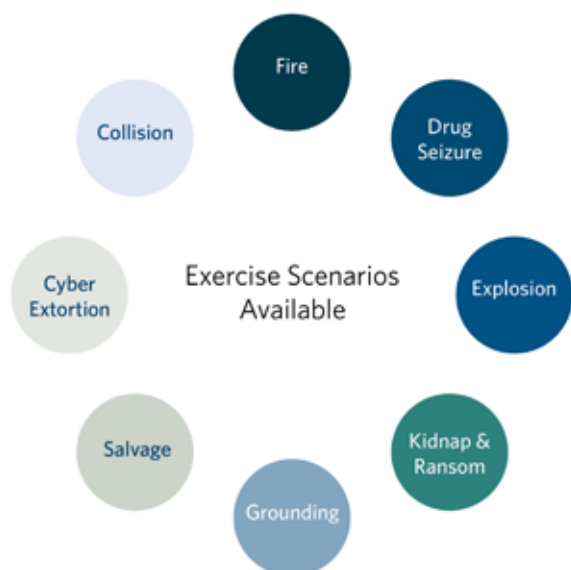 Fire
Drug
Seizure
Explosion
Kidnap &
Ransom
Grounding
Salvage
Cyber
Extortion
Collision
Exercise Scenarios
Available